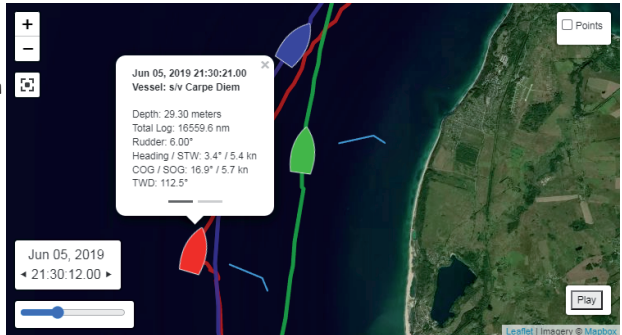 +
−
Points
×
Jun 05, 2019 21:30:21.00
Vessel: s/v Carpe Diem
Depth: 29.30 meters
Total Log: 16559.6 nm
Rudder: 6.00°
Heading / STW: 3.4° / 5.4 kn
COG / SOG: 16.9° / 5.7 kn
TWD: 112.5°
Jun 05, 2019
◂ 21:30:12.00 ▸
Play
Leaflet | Imagery © Mapbox